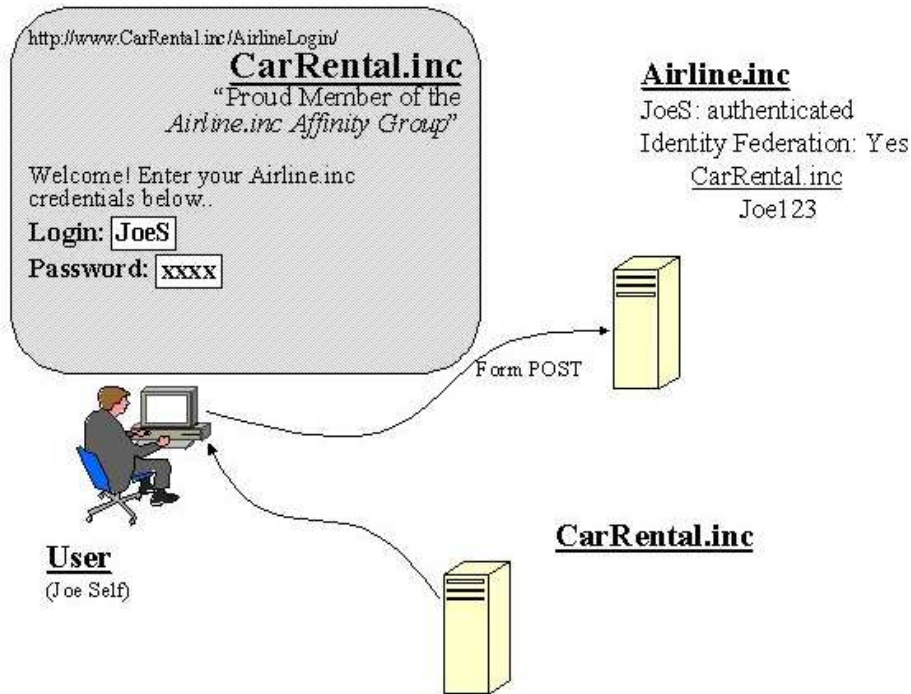 http://www.CarRental.inc/AirlineLogin/
CarRental.inc
“Proud Member of the
Airline.inc Affinity Group”
Welcome! Enter your Airline.inc
credentials below..
Login: JoeS
Password: xxxx
Airline.inc
JoeS: authenticated
Identity Federation: Yes
CarRental.inc
Joe123
Form POST
User
(Joe Self)
CarRental.inc